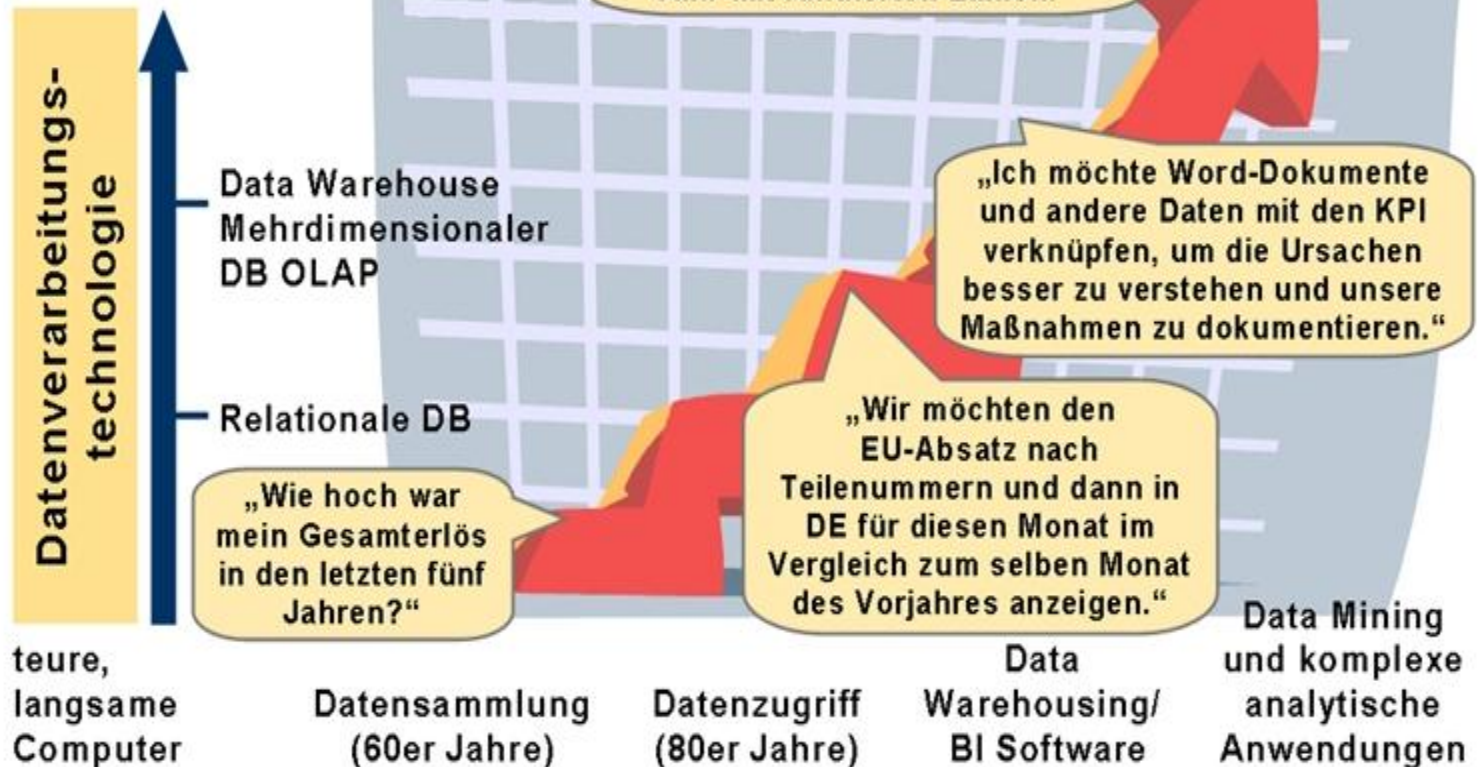 Datenverarbeitungs-
technologie
Data Warehouse
Mehrdimensionaler
DB OLAP
Relationale DB
„Ich möchte Word-Dokumente
und andere Daten mit den KPI
verknüpfen, um die Ursachen
besser zu verstehen und unsere
Maßnahmen zu dokumentieren.“
„Wir möchten den
EU-Absatz nach
Teilenummern und dann in
DE für diesen Monat im
Vergleich zum selben Monat
des Vorjahres anzeigen.“
„Wie hoch war
mein Gesamterlös
in den letzten fünf
Jahren?“
teure,
langsame
Computer
Datensammlung
(60er Jahre)
Datenzugriff
(80er Jahre)
Data
Warehousing/
BI Software
Data Mining
und komplexe
analytische
Anwendungen